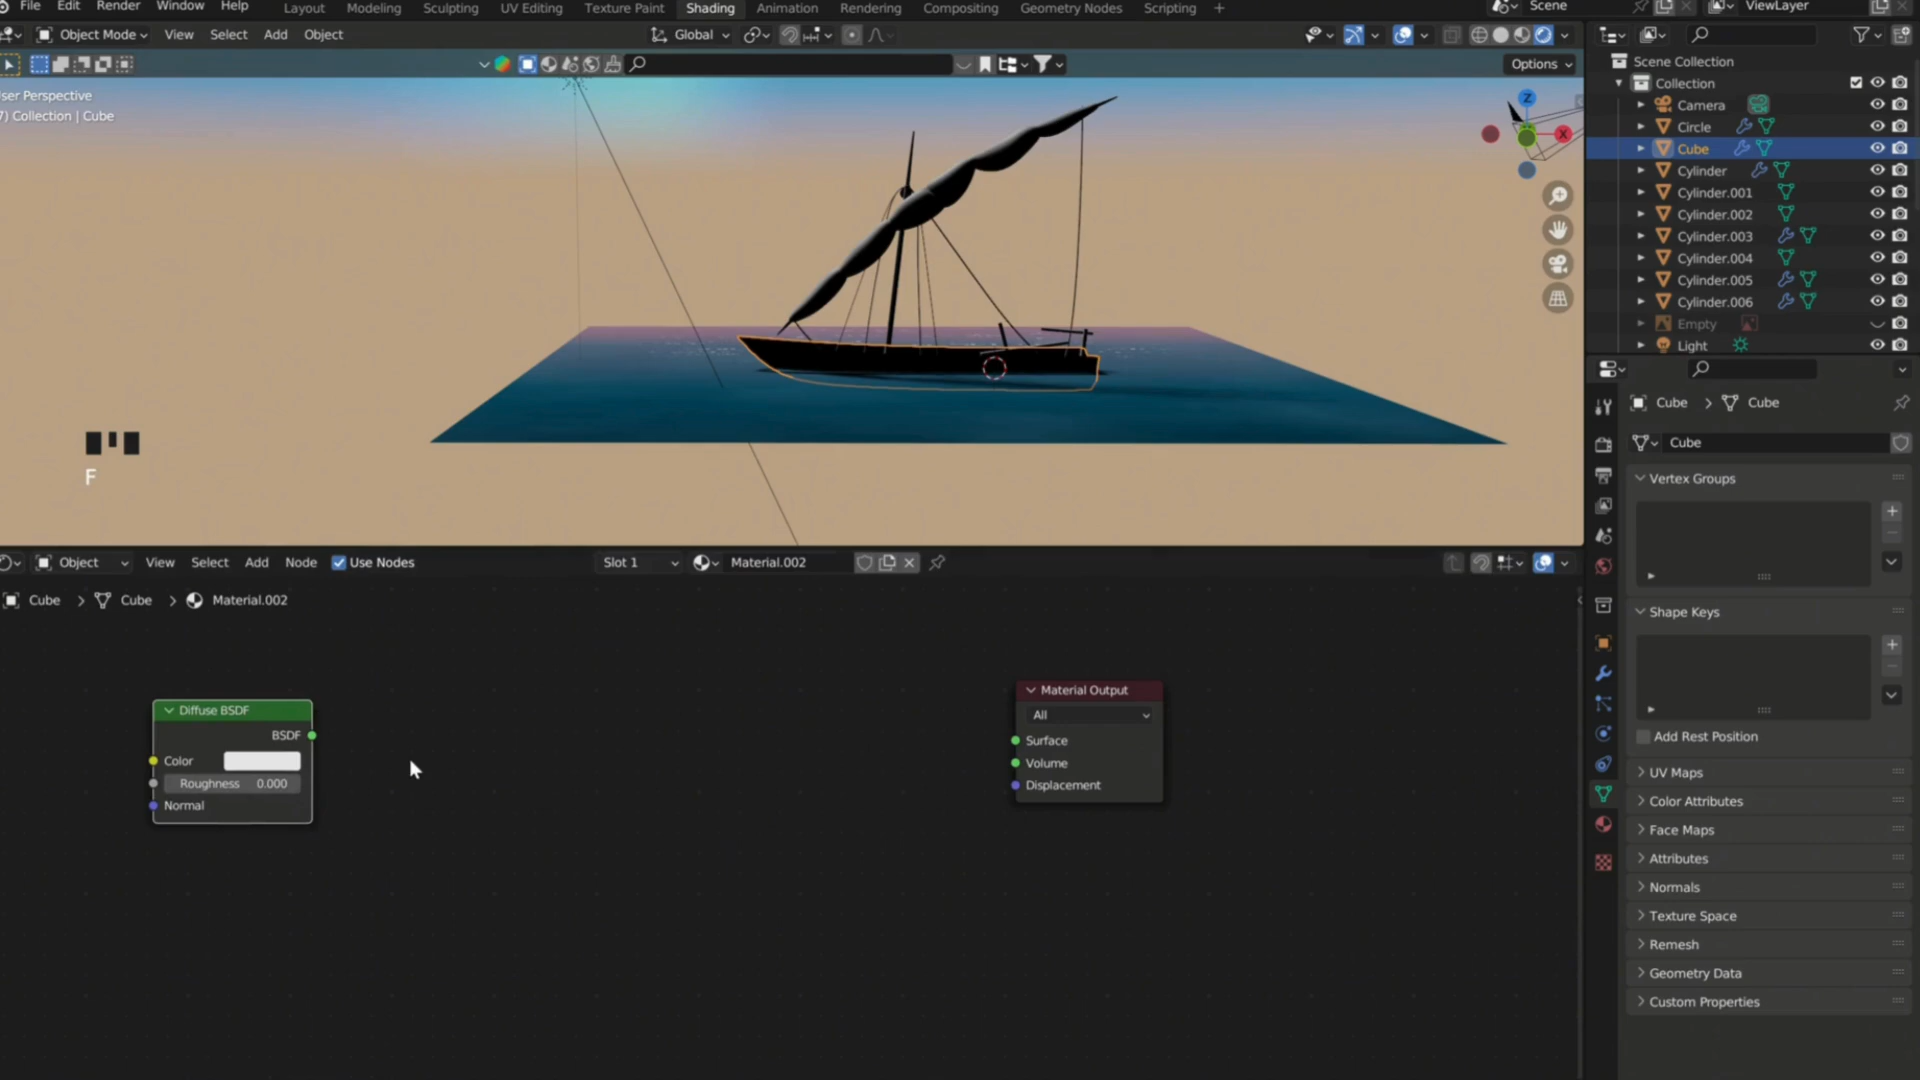 File Edit Render Window Help Layout Modeling Sculpting UV Editing Texture Paint Shading Animation Rendering Compositing Geometry Nodes Scripting + Scene ViewLayer
Object Mode View Select Add Object Global
Options
ser Perspective
7) Collection | Cube
Z
X
F
Scene Collection
Collection
Camera
Circle
Cube
Cylinder
Cylinder.001
Cylinder.002
Cylinder.003
Cylinder.004
Cylinder.005
Cylinder.006
Empty
Light
Cube > Cube
Cube
Vertex Groups
Shape Keys
Add Rest Position
UV Maps
Color Attributes
Face Maps
Attributes
Normals
Texture Space
Remesh
Geometry Data
Custom Properties
Object View Select Add Node Use Nodes Slot 1 Material.002
Cube > Cube > Material.002
Diffuse BSDF
BSDF
Color
Roughness 0.000
Normal
Material Output
All
Surface
Volume
Displacement